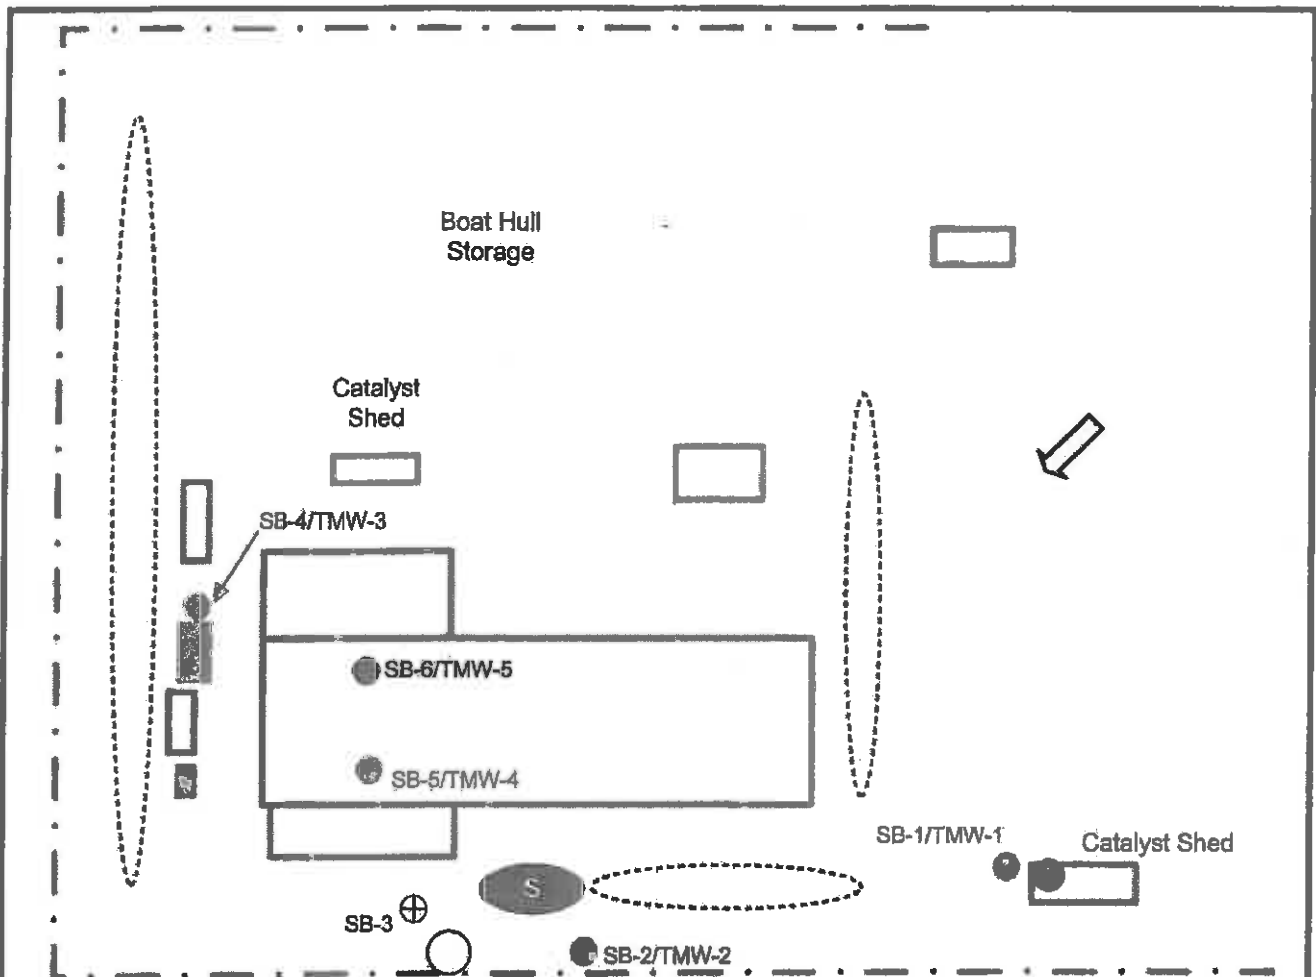 Boat Hull
Storage
Catalyst
Shed
SB-4/TMW-3
SB-6/TMW-5
SB-5/TMW-4
SB-1/TMW-1
Catalyst Shed
S
SB-3
SB-2/TMW-2